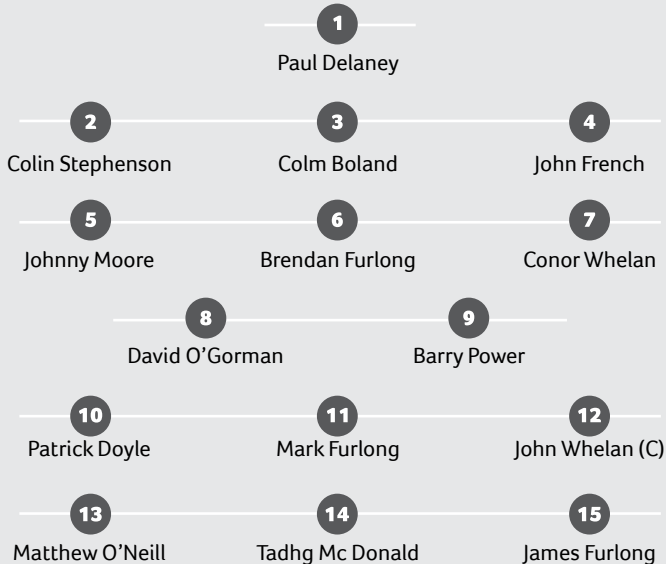 1
Paul Delaney
2 3 4
Colin Stephenson Colm Boland John French
5 6 7
Johnny Moore Brendan Furlong Conor Whelan
8 9
David O’Gorman Barry Power
10 11 12
Patrick Doyle Mark Furlong John Whelan (C)
13 14 15
Matthew O’Neill Tadhg Mc Donald James Furlong